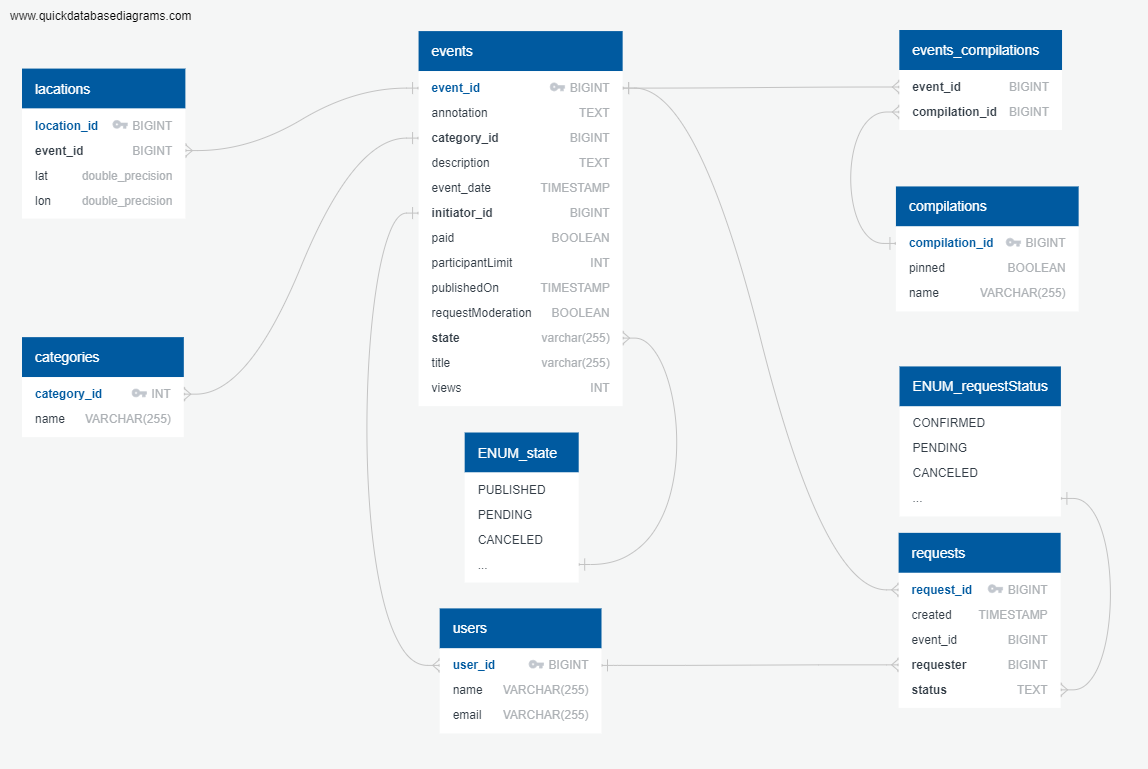 www.quickdatabasediagrams.com
lacations
location_id BIGINT
event_id BIGINT
lat double_precision
lon double_precision
categories
category_id INT
name VARCHAR(255)
events
event_id BIGINT
annotation TEXT
category_id BIGINT
description TEXT
event_date TIMESTAMP
initiator_id BIGINT
paid BOOLEAN
participantLimit INT
publishedOn TIMESTAMP
requestModeration BOOLEAN
state varchar(255)
title varchar(255)
views INT
ENUM_state
PUBLISHED
PENDING
CANCELED
...
users
user_id BIGINT
name VARCHAR(255)
email VARCHAR(255)
events_compilations
event_id BIGINT
compilation_id BIGINT
compilations
compilation_id BIGINT
pinned BOOLEAN
name VARCHAR(255)
ENUM_requestStatus
CONFIRMED
PENDING
CANCELED
...
requests
request_id BIGINT
created TIMESTAMP
event_id BIGINT
requester BIGINT
status TEXT